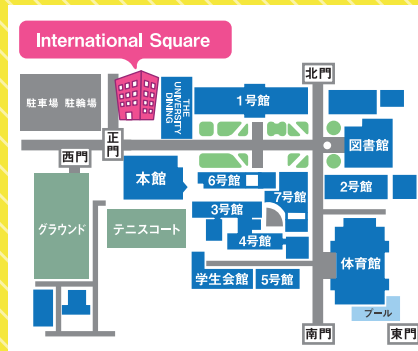 International Square
北門
駐車場 駐輪場
THE
UNIVERSITY
DINING
1号館
正門
図書館
西門
本館
6号館
2号館
7号館
3号館
グラウンド
テニスコート
4号館
体育館
学生会館
5号館
プール
南門
東門